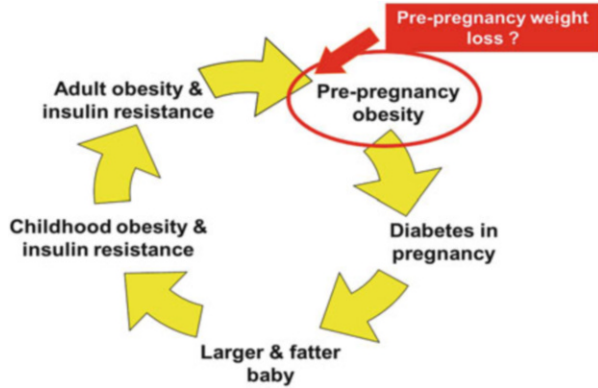 Pre-pregnancy weight
loss ?
Adult obesity &
insulin resistance
Pre-pregnancy
obesity
Childhood obesity &
insulin resistance
Diabetes in
pregnancy
Larger & fatter
baby